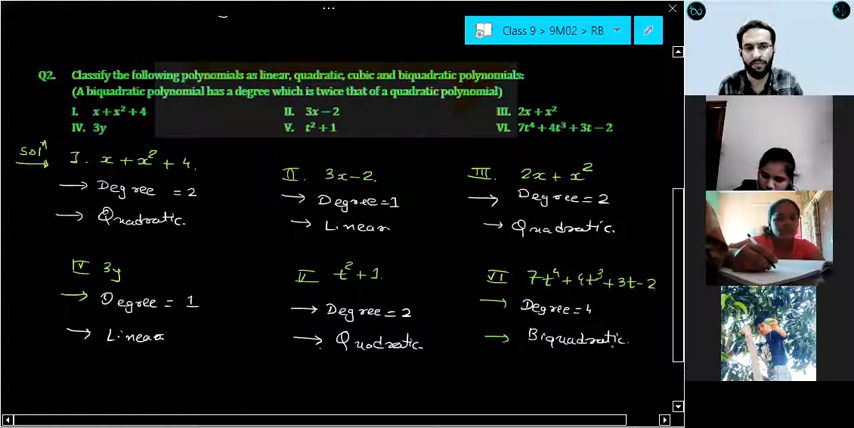 Class 9 > 9M02 > RB
Q2. Classify the following polynomials as linear, quadratic, cubic and biquadratic polynomials:
(A biquadratic polynomial has a degree which is twice that of a quadratic polynomial)
I. x + x² + 4 II. 3x − 2 III. 2x + x²
IV. 3y V. t² + 1 VI. 7t⁴ + 4t³ + 3t − 2
Solⁿ
I. x + x² + 4.
→ Degree = 2
→ Quadratic.
II. 3x - 2.
→ Degree = 1
→ Linear
III. 2x + x²
→ Degree = 2
→ Quadratic.
IV 3y
→ Degree = 1
→ Linear
V t² + 1.
→ Degree = 2
→ Quadratic.
VI 7t⁴ + 4t³ + 3t - 2
→ Degree = 4
→ Biquadratic.